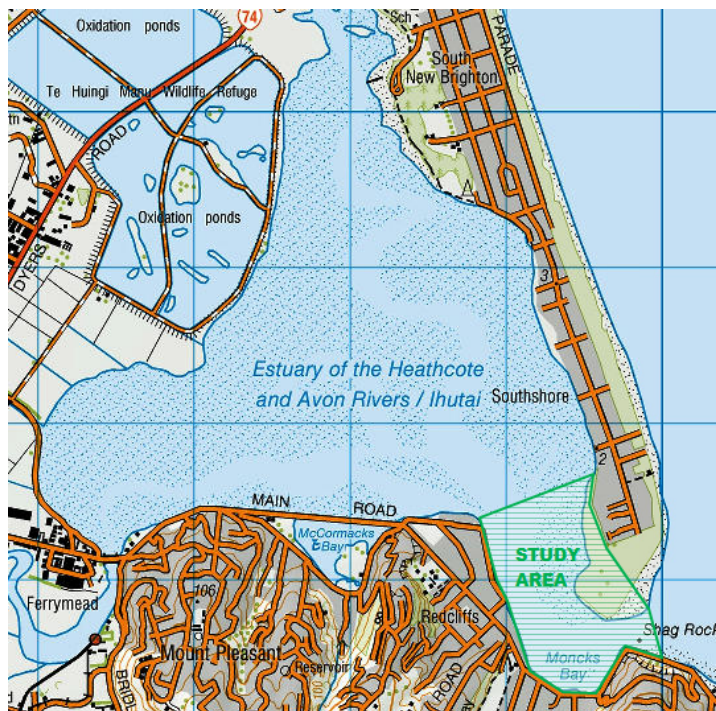 74
Oxidation ponds
Sch
South
New Brighton
PARADE
Te Huingi Manu Wildlife Refuge
ROAD
Oxidation ponds
DYERS
3
Estuary of the Heathcote
and Avon Rivers / Ihutai
Southshore
2
MAIN ROAD
McCormacks
Bay
STUDY
AREA
106
Ferrymead
Redcliffs
Shag Rock
Mount Pleasant
Reservoir
Moncks
Bay
ROAD
100